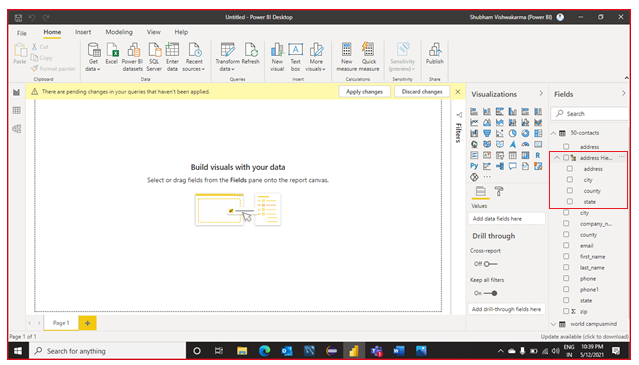 Untitled - Power BI Desktop
Shubham Vishwakarma (Power BI)
File Home Insert Modeling View Help
Paste
Cut
Copy
Format painter
Clipboard
Get data
Excel
Power BI datasets
SQL Server
Enter data
Recent sources
Data
Transform data
Refresh
Queries
New visual
Text box
More visuals
Insert
New measure
Quick measure
Calculations
Sensitivity (preview)
Sensitivity
Publish
Share
There are pending changes in your queries that haven't been applied.
Apply changes
Discard changes
Build visuals with your data
Select or drag fields from the Fields pane onto the report canvas.
Filters
Visualizations
Values
Add data fields here
Drill through
Cross-report
Off
Keep all filters
On
Add drill-through fields here
Fields
Search
50-contacts
address
address Hie...
address
city
county
state
city
company_n...
county
email
first_name
last_name
phone
phone1
state
Σ zip
world campusmind
Page 1
Page 1 of 1
Update available (click to download)
Search for anything
ENG
IN
10:39 PM
5/12/2021